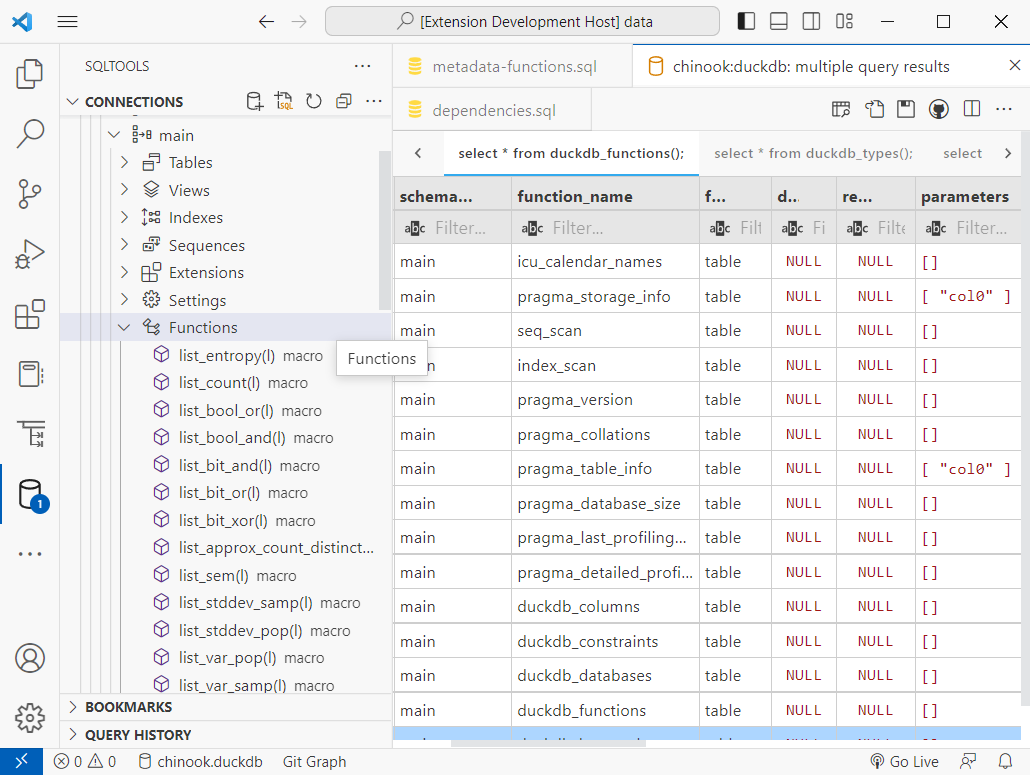 [Extension Development Host] data
SQLTOOLS
CONNECTIONS
SQL
main
Tables
Views
Indexes
Sequences
Extensions
Settings
Functions
list_entropy(l) macro
list_count(l) macro
list_bool_or(l) macro
list_bool_and(l) macro
list_bit_and(l) macro
list_bit_or(l) macro
list_bit_xor(l) macro
list_approx_count_distinct...
list_sem(l) macro
list_stddev_samp(l) macro
list_stddev_pop(l) macro
list_var_pop(l) macro
list_var_samp(l) macro
BOOKMARKS
QUERY HISTORY
1
Functions
metadata-functions.sql
chinook:duckdb: multiple query results
dependencies.sql
select * from duckdb_functions(); select * from duckdb_types(); select
schema... function_name f... d... re... parameters
abc Filter... abc Filter... abc Filt abc Fi abc Filte abc Filter...
main icu_calendar_names table NULL NULL []
main pragma_storage_info table NULL NULL [ "col0" ]
main seq_scan table NULL NULL []
index_scan table NULL NULL []
main pragma_version table NULL NULL []
main pragma_collations table NULL NULL []
main pragma_table_info table NULL NULL [ "col0" ]
main pragma_database_size table NULL NULL []
main pragma_last_profiling... table NULL NULL []
main pragma_detailed_profi... table NULL NULL []
main duckdb_columns table NULL NULL []
main duckdb_constraints table NULL NULL []
main duckdb_databases table NULL NULL []
main duckdb_functions table NULL NULL []
0 0 chinook.duckdb Git Graph Go Live